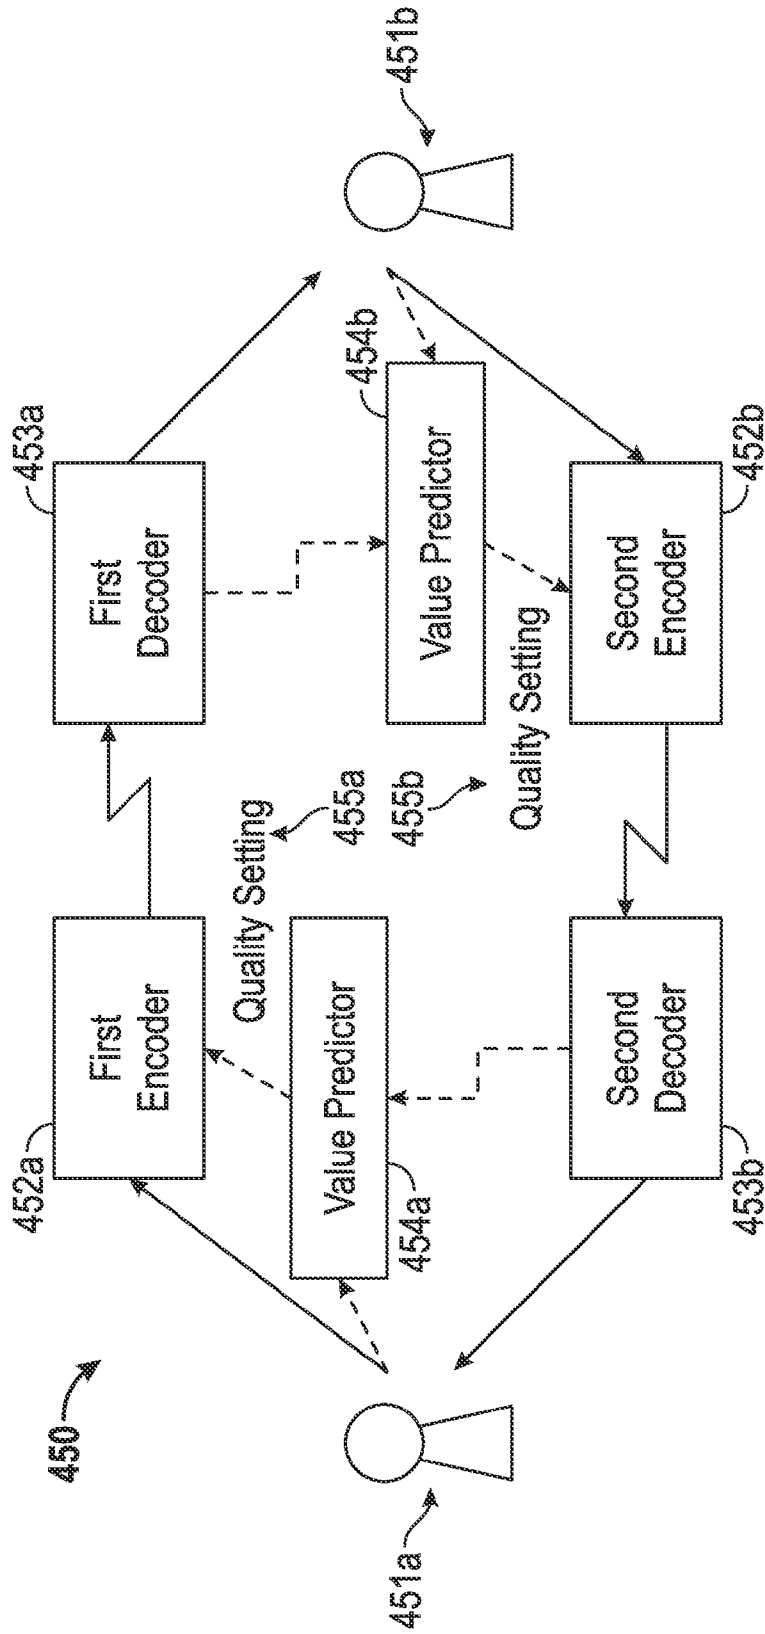 450
452a
453a
First
Encoder
First
Decoder
Quality Setting
455a
Value Predictor
454a
454b
Value Predictor
451a
451b
455b
Quality Setting
Second
Decoder
Second
Encoder
453b
452b